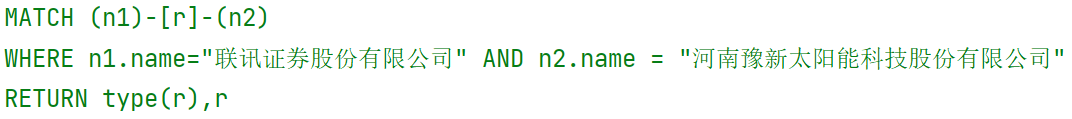 MATCH (n1)-[r]-(n2)
WHERE n1.name="联讯证券股份有限公司" AND n2.name = "河南豫新太阳能科技股份有限公司"
RETURN type(r),r